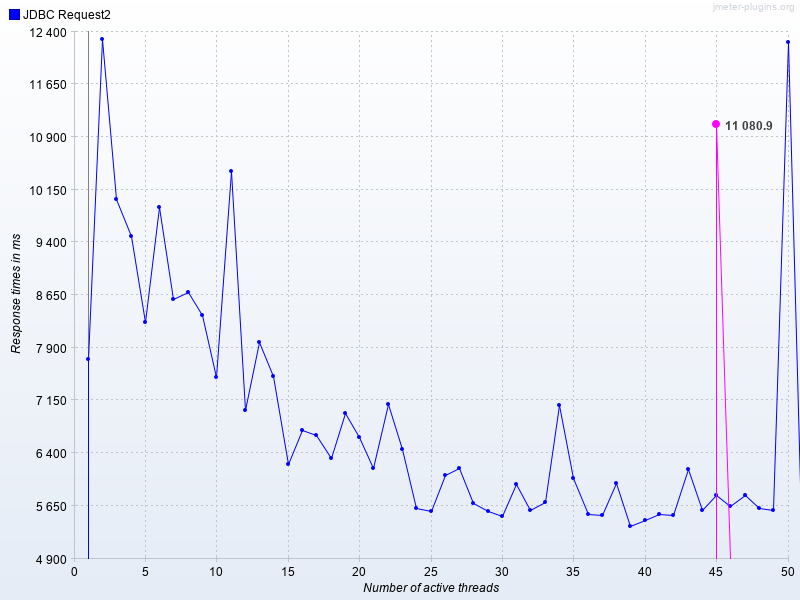 JDBC Request2
jmeter-plugins.org
12 400
11 650
10 900
11 080.9
10 150
9 400
8 650
7 900
7 150
6 400
5 650
4 900
Response times in ms
0 5 10 15 20 25 30 35 40 45 50
Number of active threads